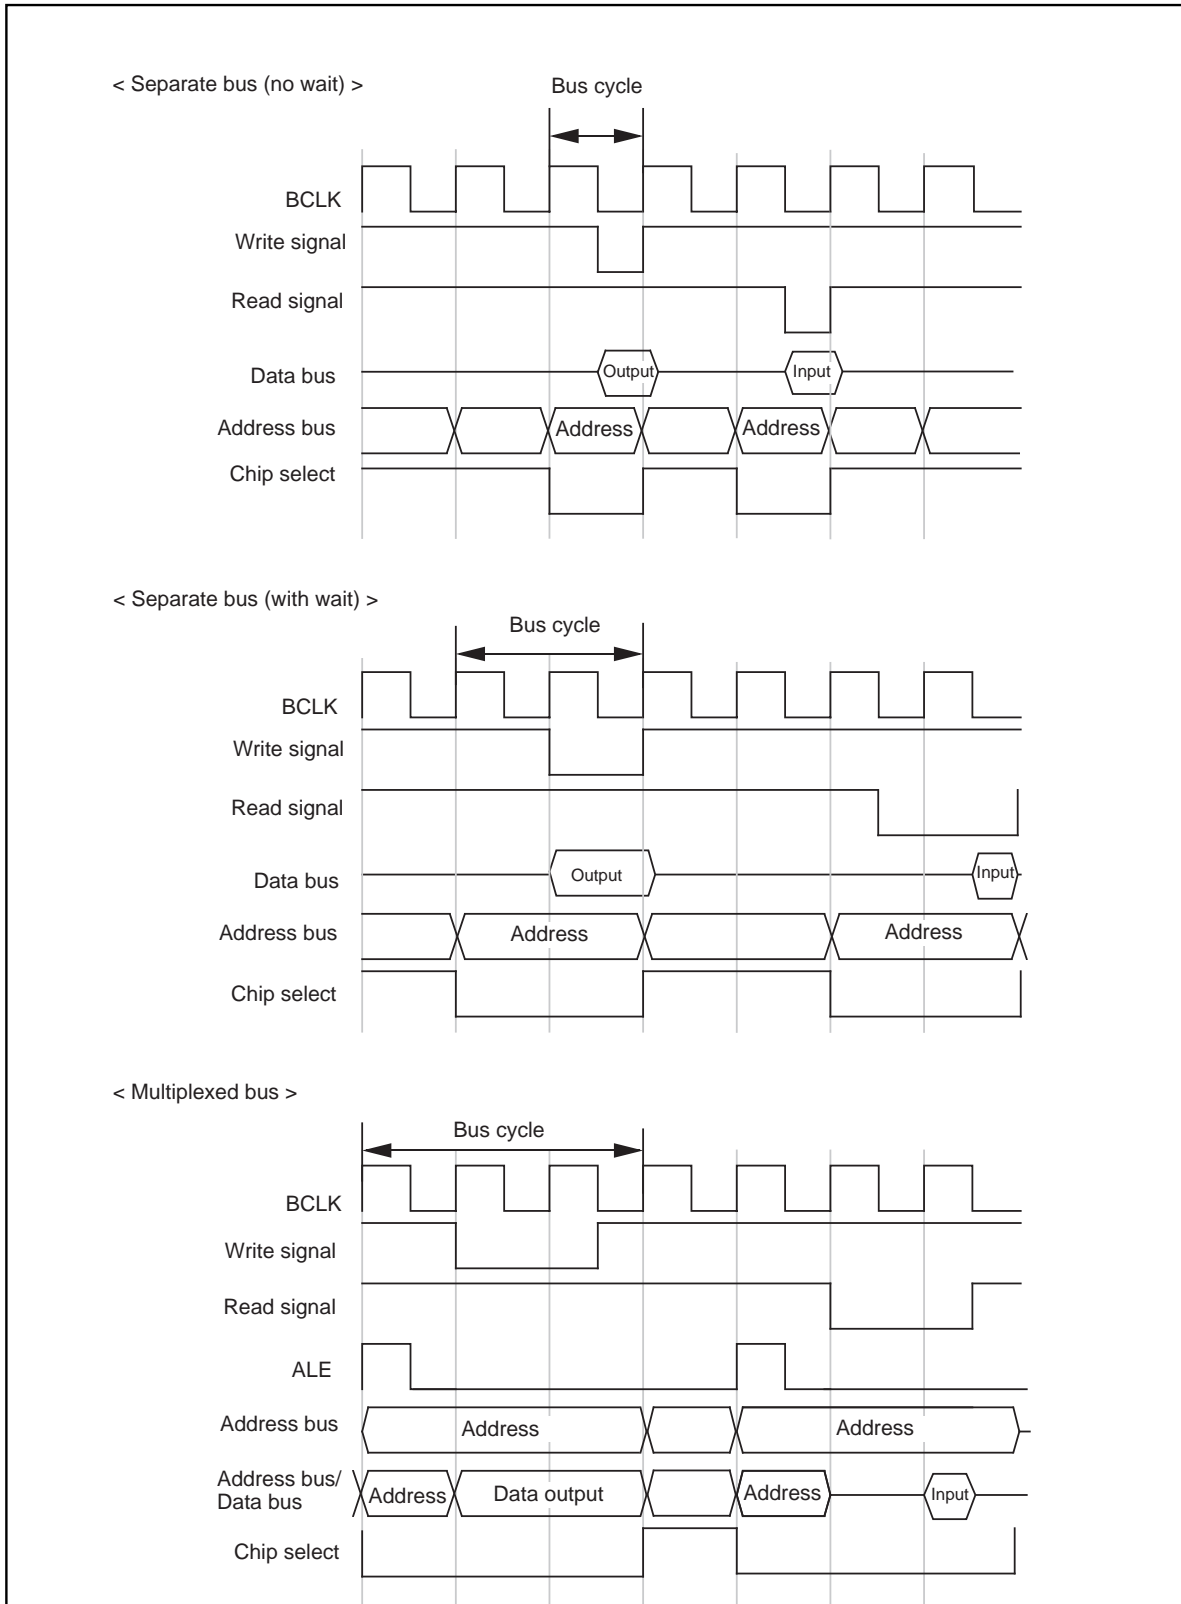 < Separate bus (no wait) >
Bus cycle
BCLK
Write signal
Read signal
Data bus
Output
Input
Address bus
Address
Address
Chip select
< Separate bus (with wait) >
Bus cycle
BCLK
Write signal
Read signal
Data bus
Output
Input
Address bus
Address
Address
Chip select
< Multiplexed bus >
Bus cycle
BCLK
Write signal
Read signal
ALE
Address bus
Address
Address
Address bus/
Data bus
Address
Data output
Address
Input
Chip select